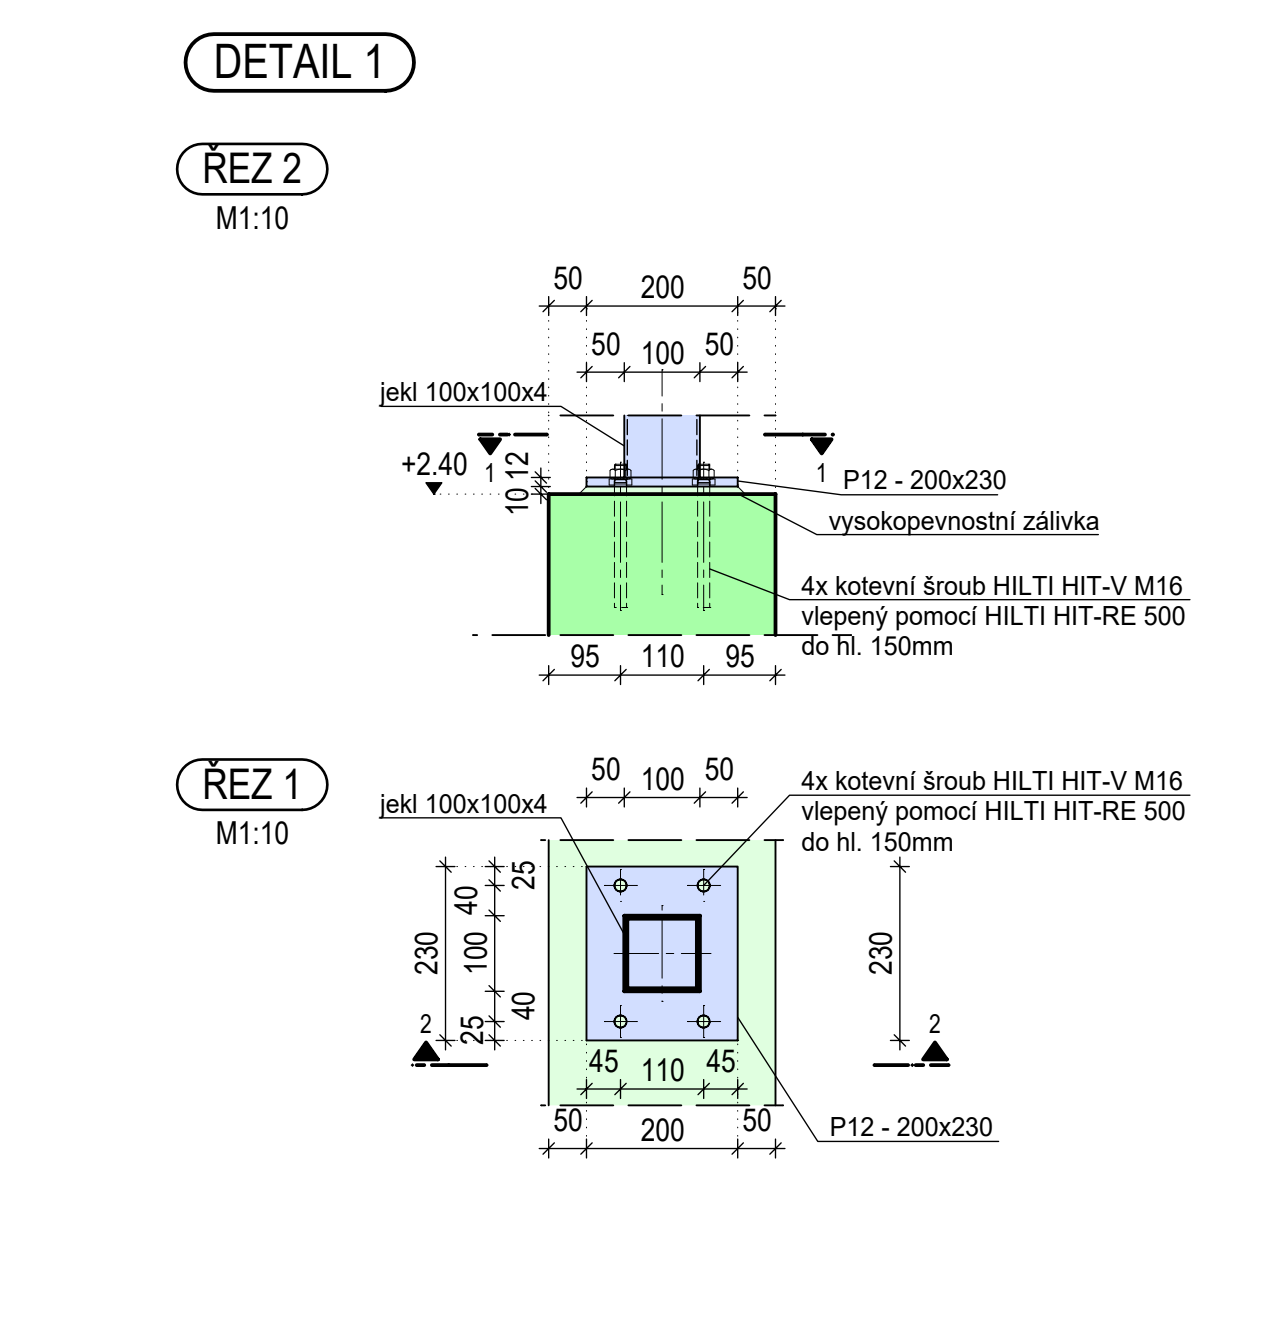 DETAIL 1
ŘEZ 2
M1:10
50 200 50
50 100 50
jekl 100x100x4
1 1
+2.40
12
10
P12 - 200x230
vysokopevnostní zálivka
4x kotevní šroub HILTI HIT-V M16
vlepený pomocí HILTI HIT-RE 500
do hl. 150mm
95 110 95
ŘEZ 1
M1:10
50 100 50
jekl 100x100x4
4x kotevní šroub HILTI HIT-V M16
vlepený pomocí HILTI HIT-RE 500
do hl. 150mm
25
40
230 100 230
40
25
2 2
45 110 45
50 200 50
P12 - 200x230